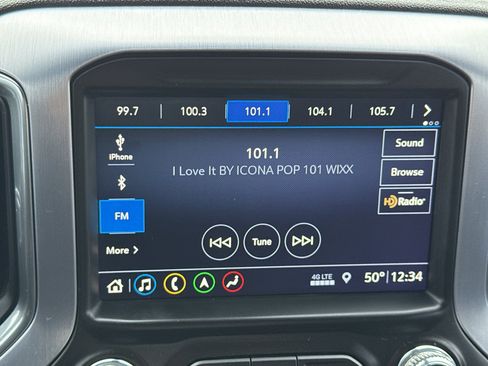 99.7 100.3 101.1 104.1 105.7
iPhone
101.1
Sound
I Love It BY ICONA POP 101 WIXX
Browse
FM
HD Radio
More
Tune
4G LTE
50° 12:34